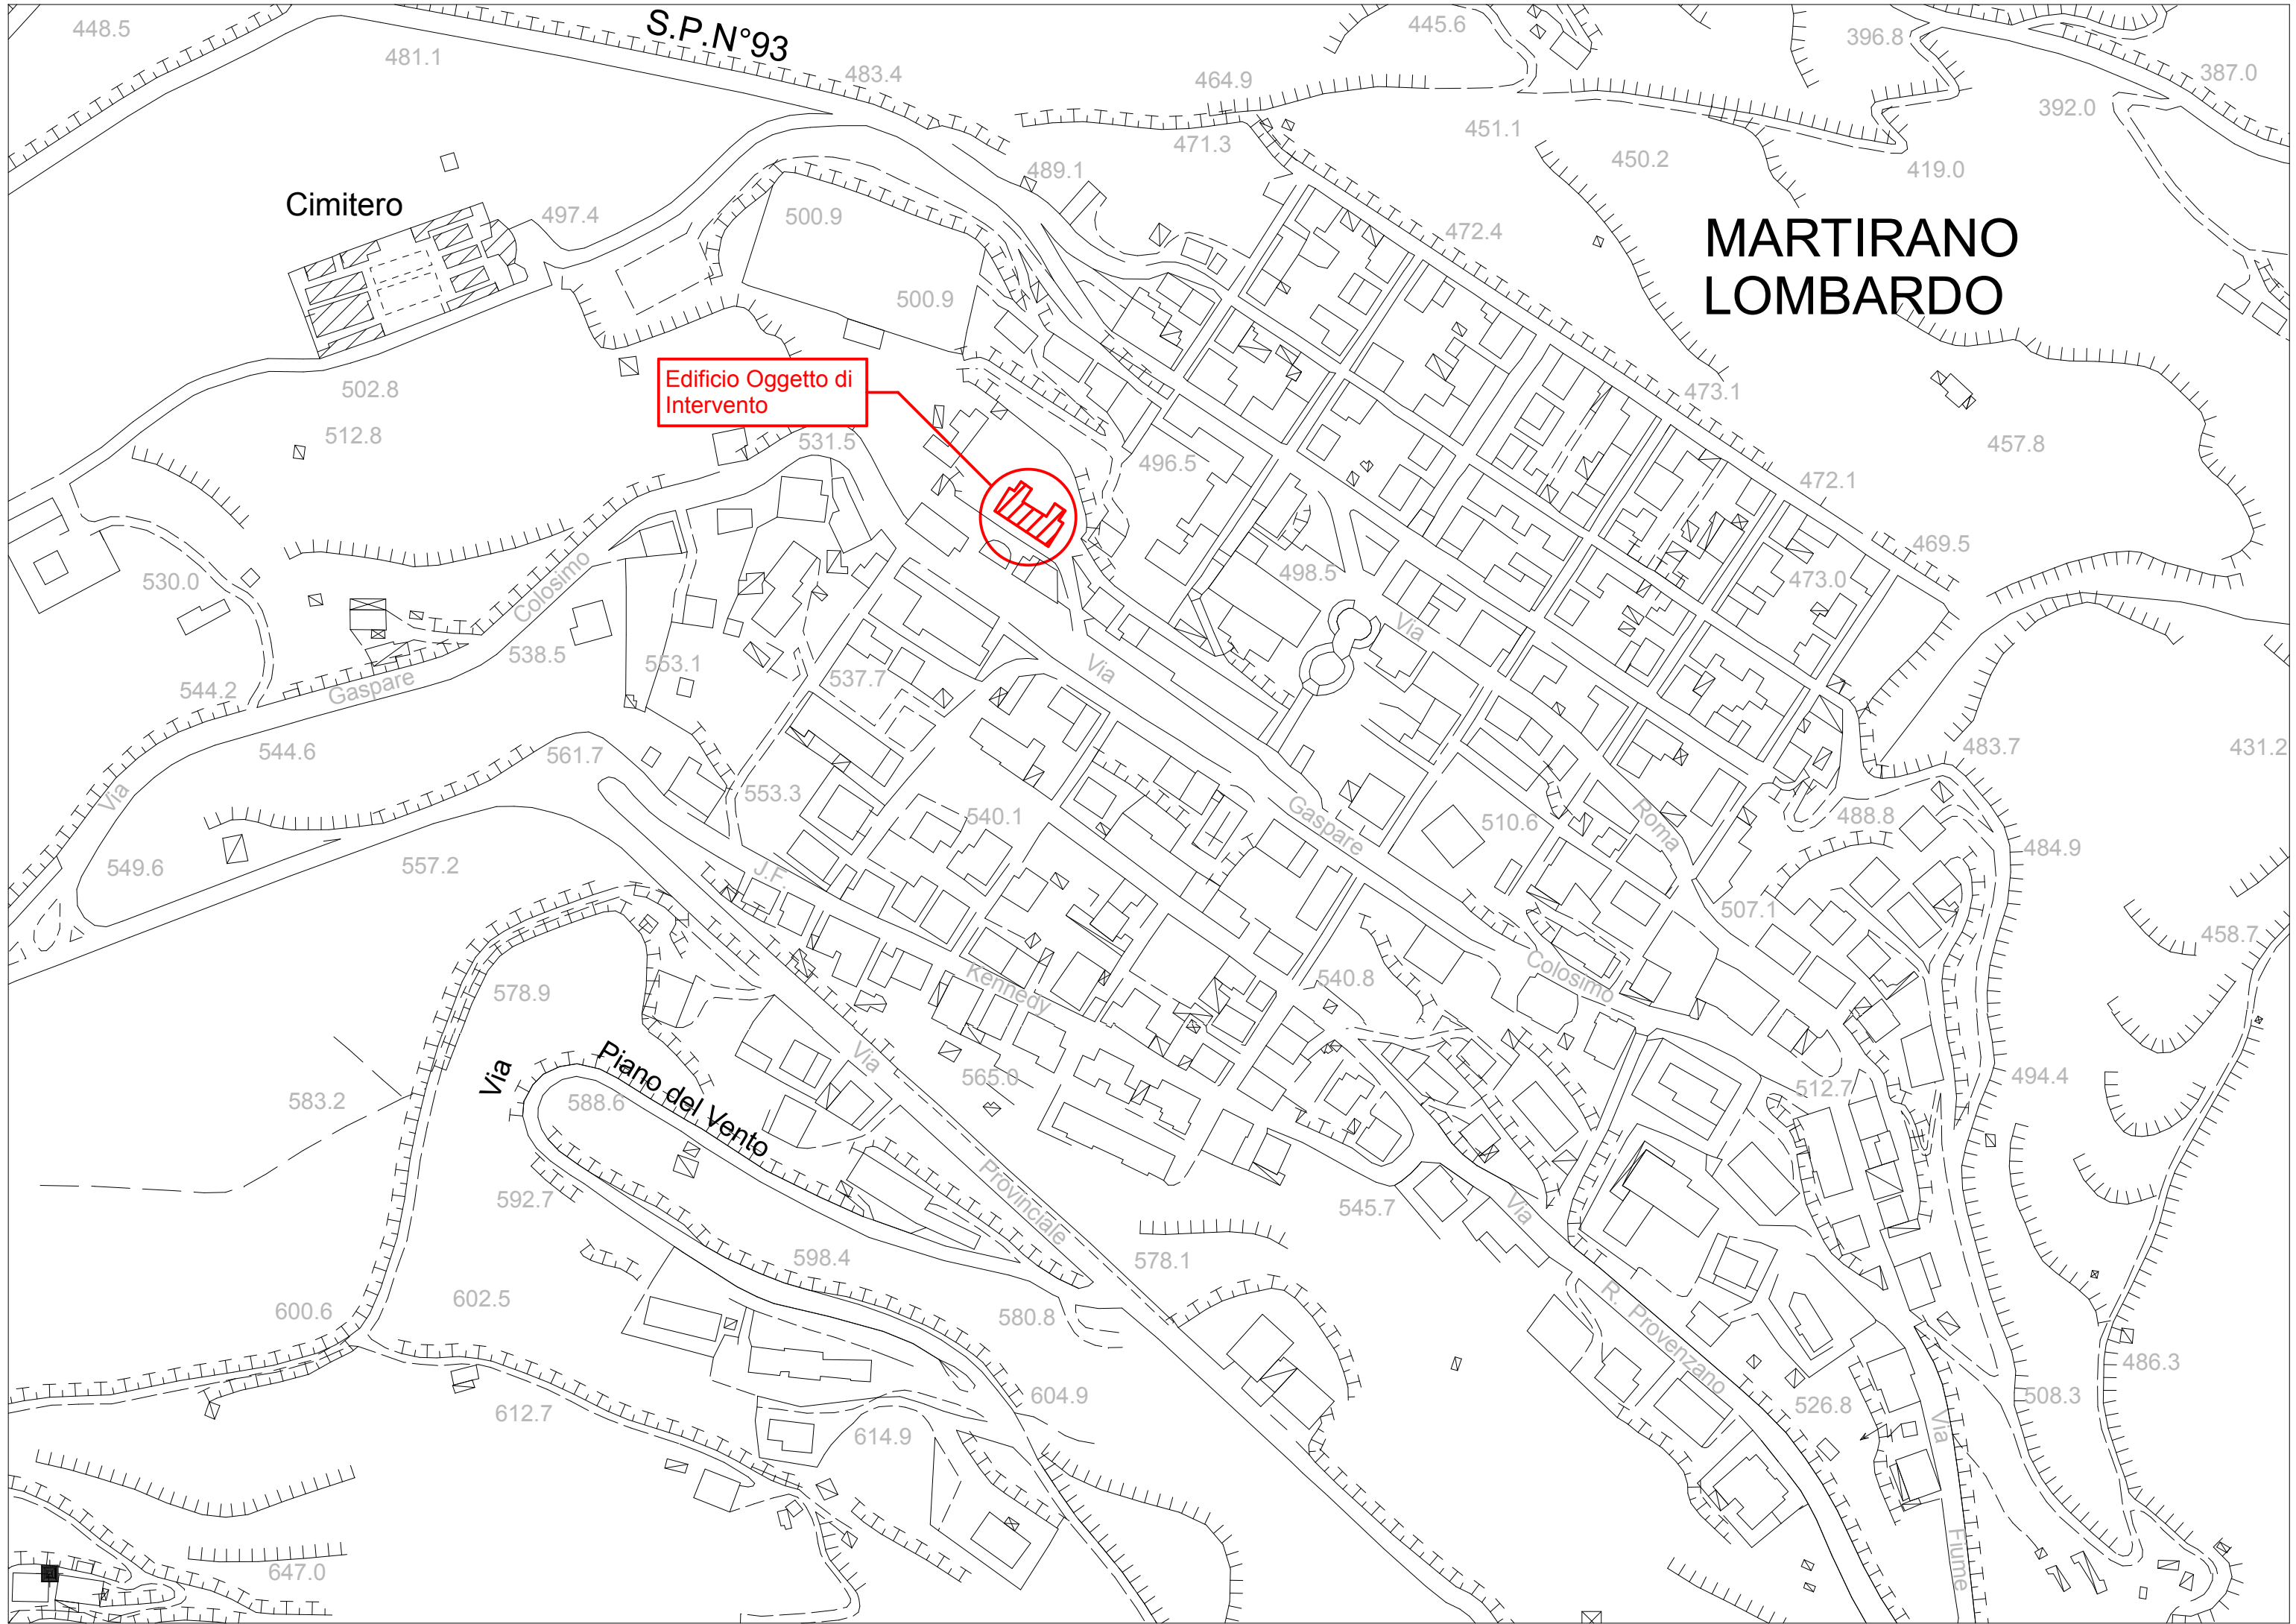 448.5
481.1
S.P.N°93
483.4
464.9
445.6
396.8
387.0
392.0
451.1
471.3
450.2
419.0
489.1
Cimitero
497.4
500.9
472.4
MARTIRANO
LOMBARDO
500.9
502.8
Edificio Oggetto di
Intervento
473.1
512.8
531.5
496.5
457.8
472.1
469.5
530.0
Colosimo
498.5
473.0
Via
538.5
553.1
537.7
Via
544.2
Gaspare
544.6
561.7
483.7
431.2
Via
553.3
540.1
Gaspare
510.6
Roma
488.8
484.9
549.6
557.2
J.F.
507.1
458.7
578.9
Kennedy
540.8
Colosimo
Via
Via
Piano del Vento
565.0
494.4
583.2
588.6
512.7
592.7
Provinciale
545.7
Via
598.4
578.1
600.6
602.5
580.8
R. Provenzano
486.3
604.9
508.3
612.7
614.9
526.8
Via
647.0
Fiume